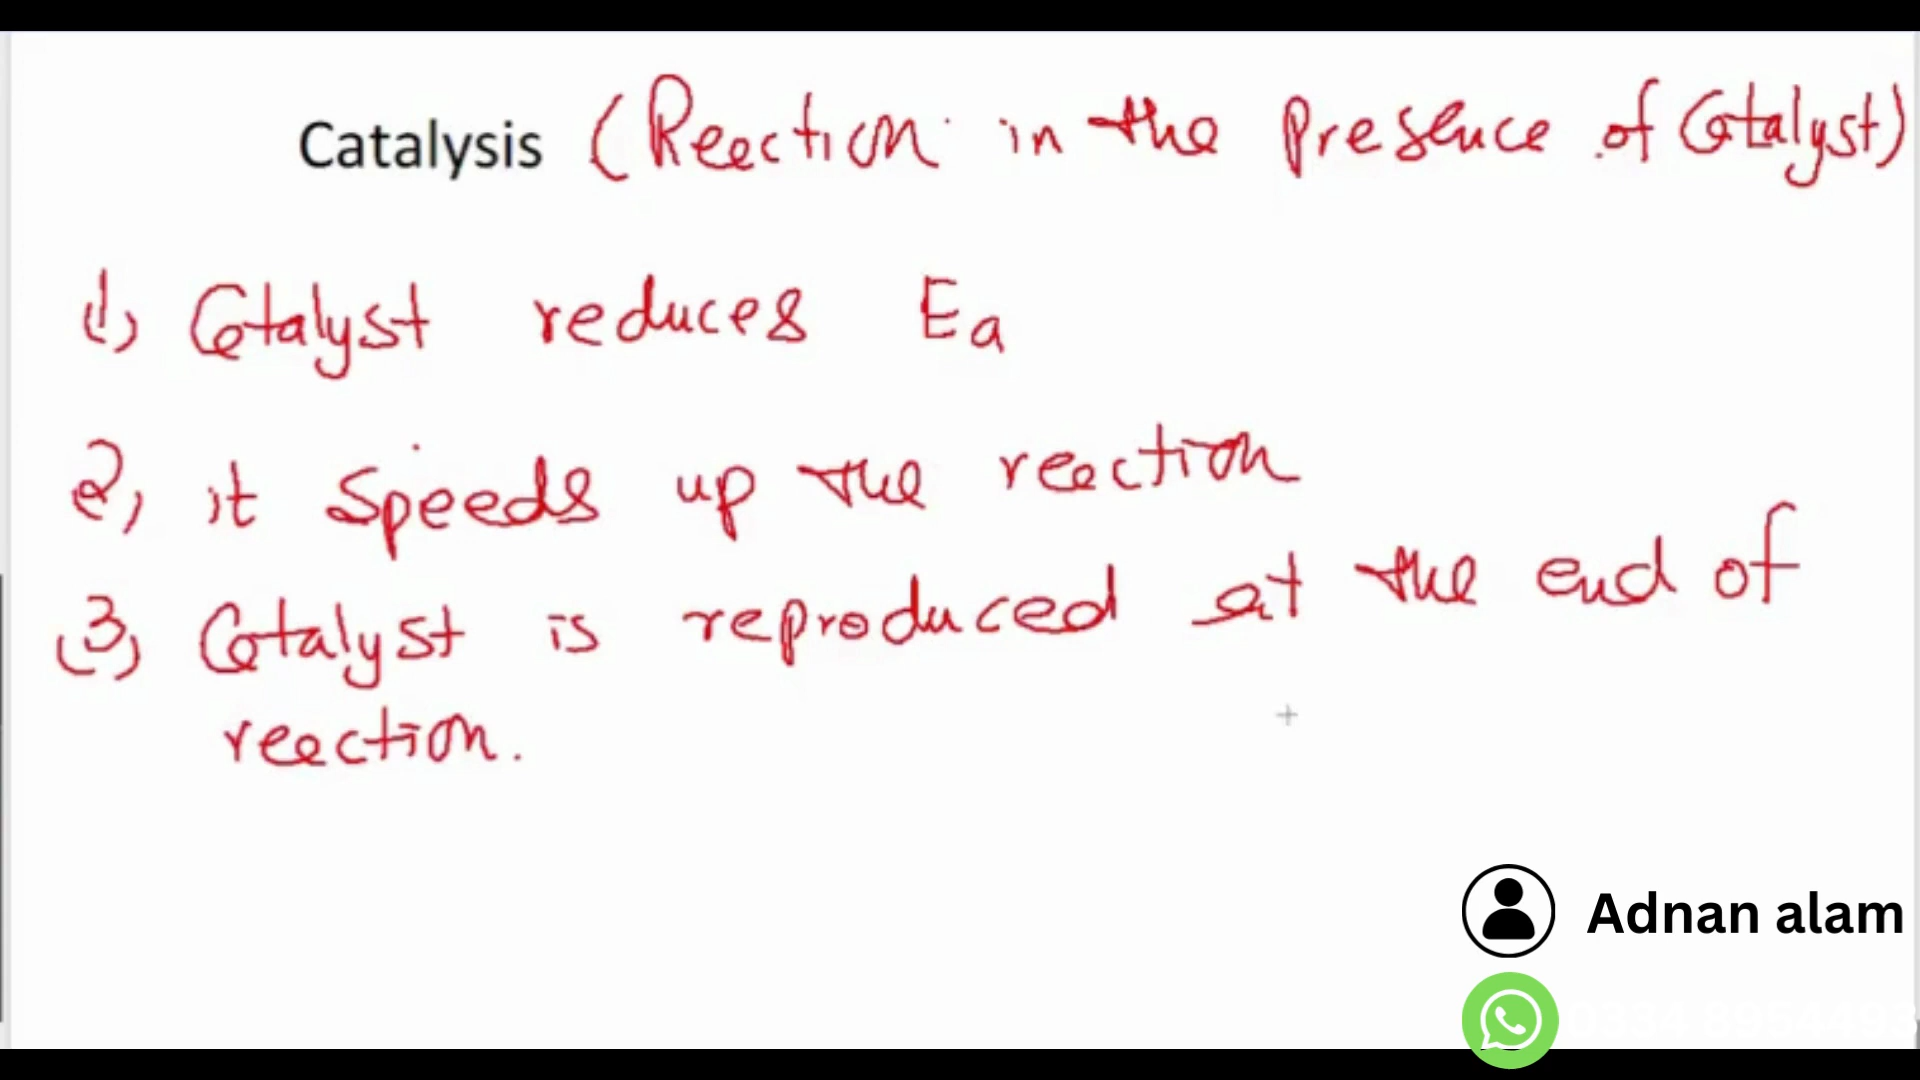 Catalysis (Reaction in the presence of Catalyst)
1) Catalyst reduces Ea
2, it speeds up the reaction
(3) Catalyst is reproduced at the end of
reaction.
Adnan alam